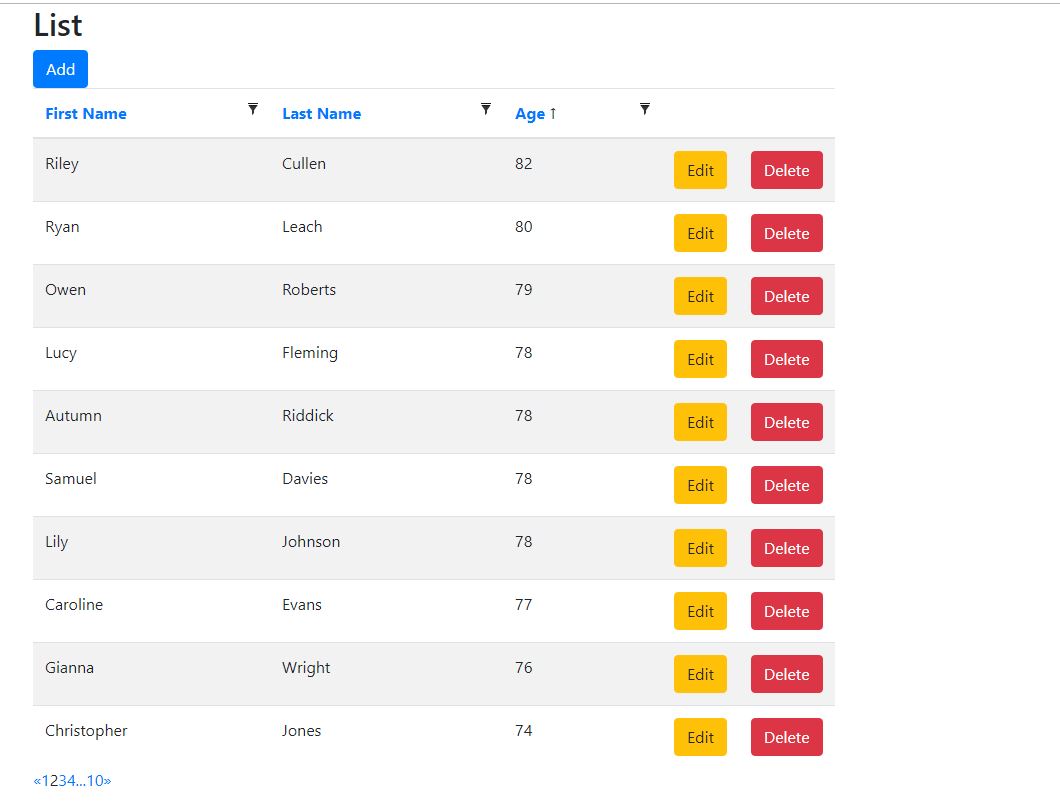 List
Add
First Name Last Name Age ↑
Riley Cullen 82 Edit Delete
Ryan Leach 80 Edit Delete
Owen Roberts 79 Edit Delete
Lucy Fleming 78 Edit Delete
Autumn Riddick 78 Edit Delete
Samuel Davies 78 Edit Delete
Lily Johnson 78 Edit Delete
Caroline Evans 77 Edit Delete
Gianna Wright 76 Edit Delete
Christopher Jones 74 Edit Delete
«1234...10»